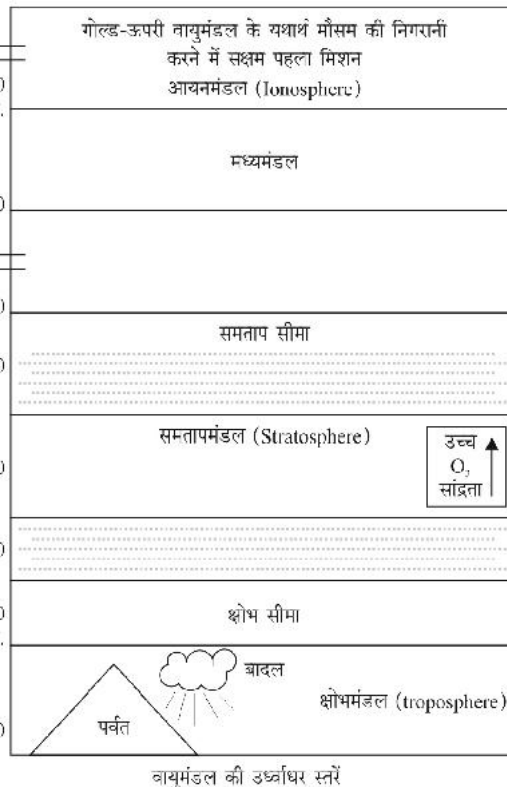 गोल्ड-ऊपरी वायुमंडल के यथार्थ मौसम की निगरानी
करने में सक्षम पहला मिशन
आयनमंडल (Ionosphere)
मध्यमंडल
समताप सीमा
समतापमंडल (Stratosphere)
उच्च
O₃
सांद्रता
क्षोभ सीमा
बादल
क्षोभमंडल (troposphere)
पर्वत
वायुमंडल की उर्ध्वाधर स्तरें